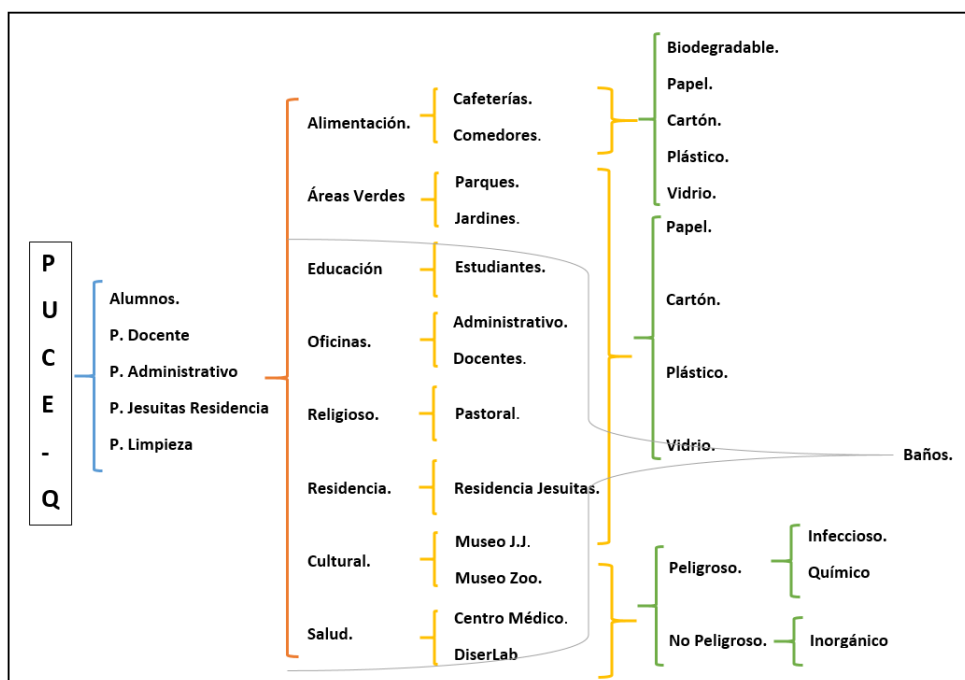 PUCE-Q
Alumnos.
P. Docente
P. Administrativo
P. Jesuitas Residencia
P. Limpieza
Alimentación.
Áreas Verdes
Educación
Oficinas.
Religioso.
Residencia.
Cultural.
Salud.
Cafeterías.
Comedores.
Parques.
Jardines.
Estudiantes.
Administrativo.
Docentes.
Pastoral.
Residencia Jesuitas.
Museo J.J.
Museo Zoo.
Centro Médico.
DiserLab
Biodegradable.
Papel.
Cartón.
Plástico.
Vidrio.
Papel.
Cartón.
Plástico.
Vidrio.
Peligroso.
No Peligroso.
Infeccioso.
Químico
Inorgánico
Baños.